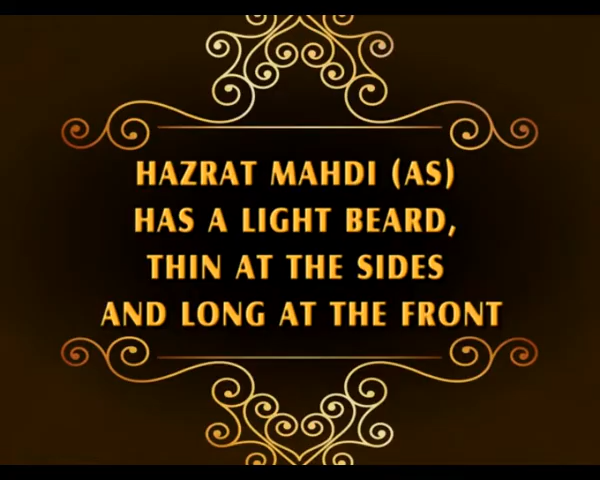 HAZRAT MAHDI (AS)
HAS A LIGHT BEARD,
THIN AT THE SIDES
AND LONG AT THE FRONT